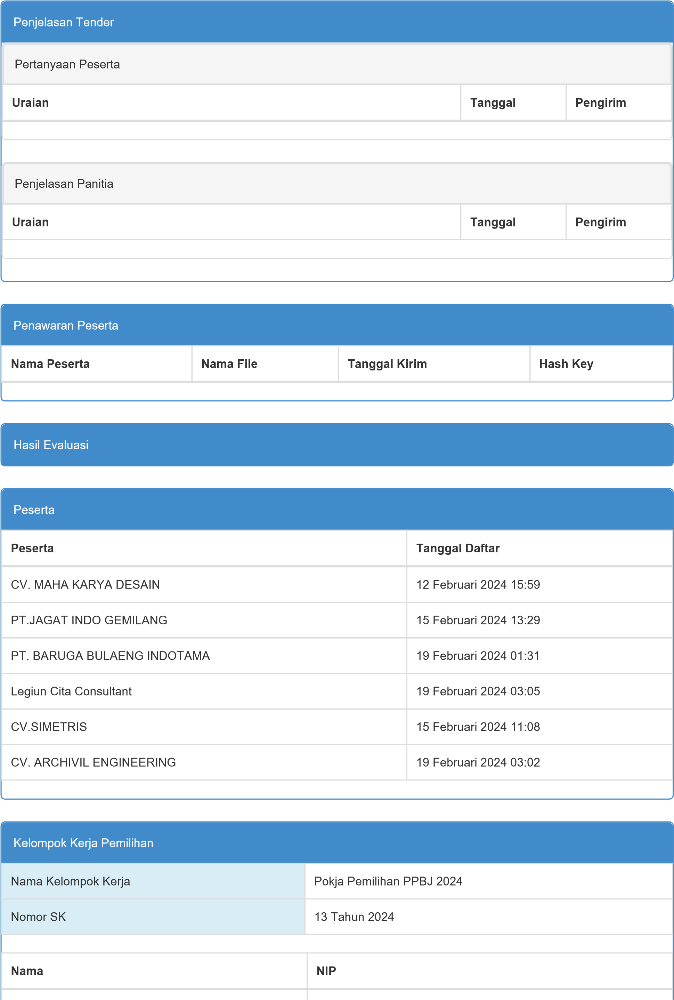 Penjelasan Tender
Pertanyaan Peserta
Uraian Tanggal Pengirim
Penjelasan Panitia
Uraian Tanggal Pengirim
Penawaran Peserta
Nama Peserta Nama File Tanggal Kirim Hash Key
Hasil Evaluasi
Peserta
Peserta Tanggal Daftar
CV. MAHA KARYA DESAIN 12 Februari 2024 15:59
PT.JAGAT INDO GEMILANG 15 Februari 2024 13:29
PT. BARUGA BULAENG INDOTAMA 19 Februari 2024 01:31
Legiun Cita Consultant 19 Februari 2024 03:05
CV.SIMETRIS 15 Februari 2024 11:08
CV. ARCHIVIL ENGINEERING 19 Februari 2024 03:02
Kelompok Kerja Pemilihan
Nama Kelompok Kerja Pokja Pemilihan PPBJ 2024
Nomor SK 13 Tahun 2024
Nama NIP